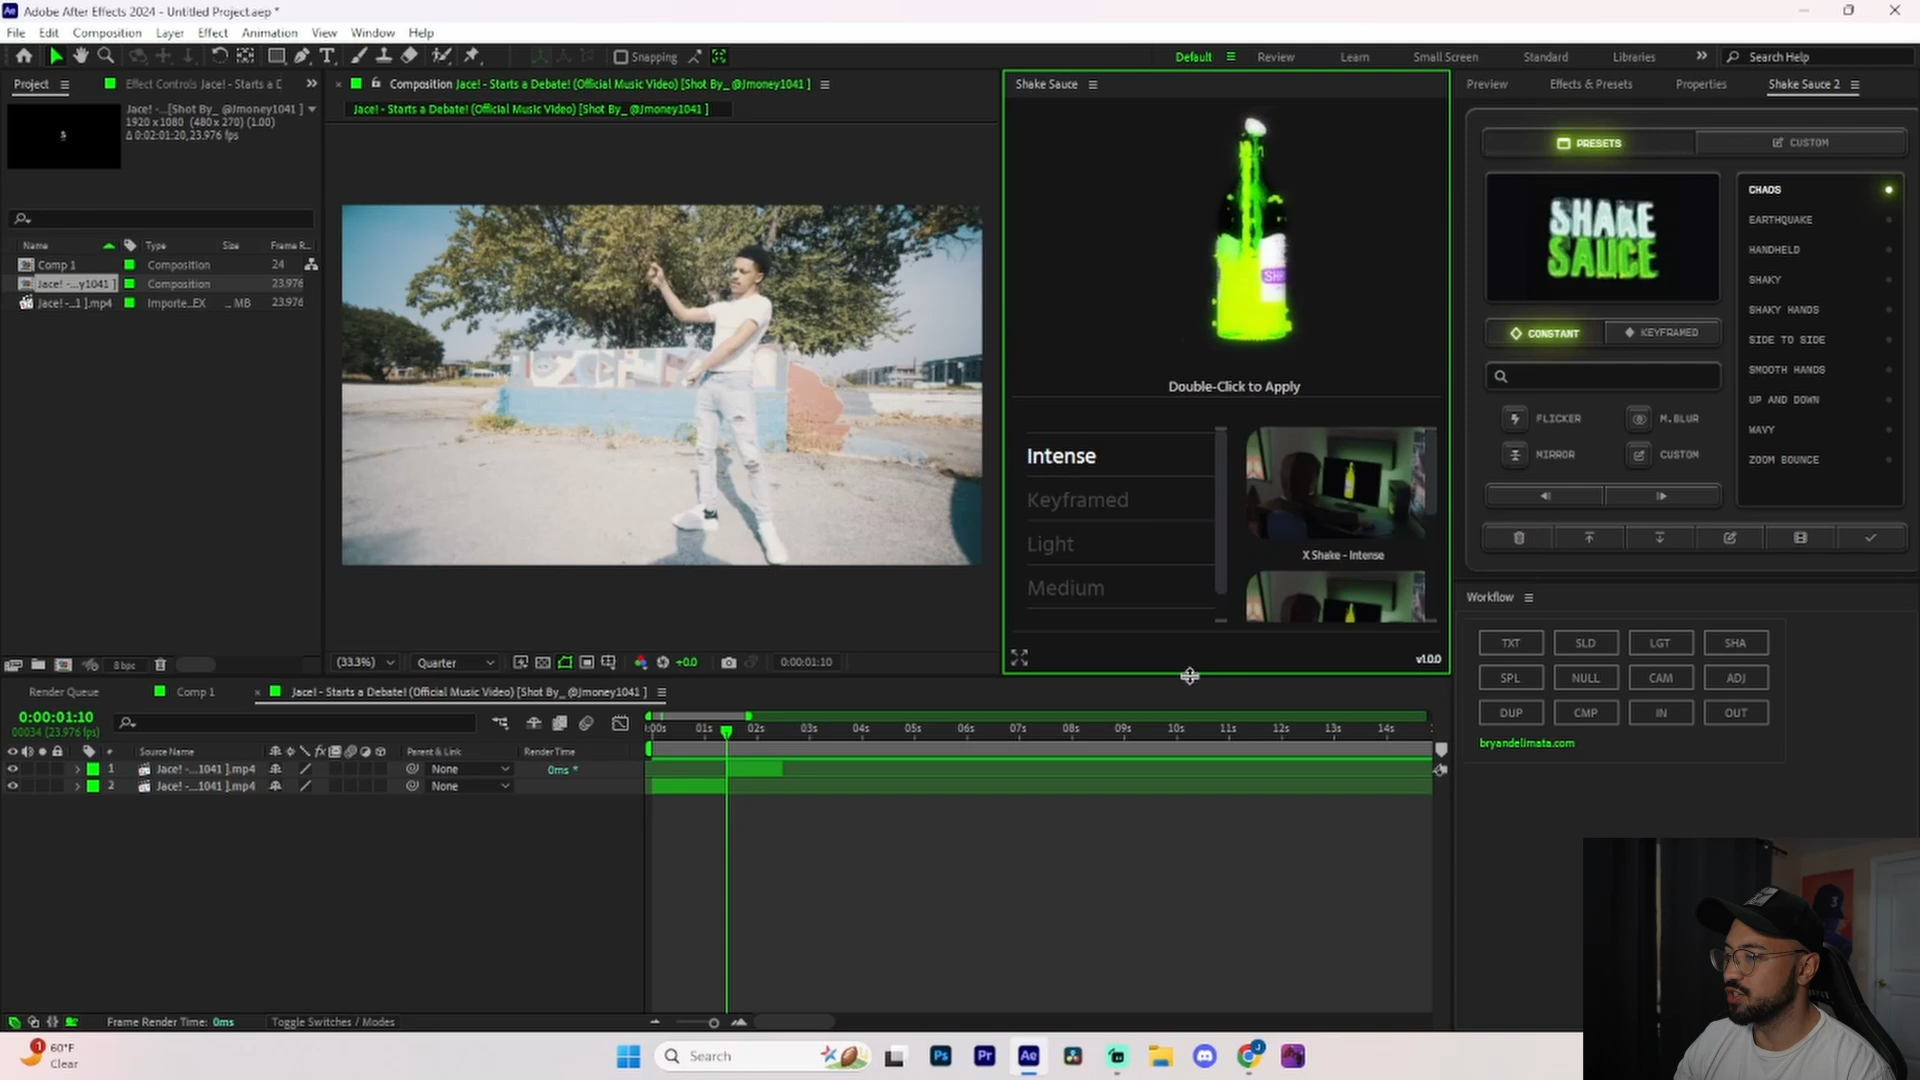 Adobe After Effects 2024 - Untitled Project.aep *
File Edit Composition Layer Effect Animation View Window Help
Snapping
Default Review Learn Small Screen Standard Libraries Search Help
Project
Effect Controls Jace! - Starts a D
Composition Jace! - Starts a Debate! (Official Music Video) [Shot By_ @Jmoney1041 ]
Jace! - Starts a Debate! (Official Music Video) [Shot By_ @Jmoney1041 ]
Jace! -...[Shot By_ @Jmoney1041 ]
1920 x 1080 (480 x 270) (1.00)
Δ 0:02:01:20, 23.976 fps
Name Type Size Frame R...
Comp 1 Composition 24
Jace! -...y1041 ] Composition 23.976
Jace! -...1 ].mp4 Importe...EX ... MB 23.976
8 bpc
(33.3%) Quarter +0.0 0:00:01:10
Shake Sauce
Double-Click to Apply
Intense
Keyframed
Light
Medium
X Shake - Intense
v1.0.0
Preview Effects & Presets Properties Shake Sauce 2
PRESETS CUSTOM
SHAKE
SAUCE
CONSTANT KEYFRAMED
FLICKER M.BLUR
MIRROR CUSTOM
CHAOS
EARTHQUAKE
HANDHELD
SHAKY
SHAKY HANDS
SIDE TO SIDE
SMOOTH HANDS
UP AND DOWN
WAVY
ZOOM BOUNCE
Workflow
TXT SLD LGT SHA
SPL NULL CAM ADJ
DUP CMP IN OUT
bryandelimata.com
Render Queue Comp 1 Jace! - Starts a Debate! (Official Music Video) [Shot By_ @Jmoney1041 ]
0:00:01:10
00034 (23.976 fps)
:00s 01s 02s 03s 04s 05s 06s 07s 08s 09s 10s 11s 12s 13s 14s
# Source Name Parent & Link Render Time
1 Jace! -...1041 ].mp4 None 0ms *
2 Jace! -...1041 ].mp4 None
Frame Render Time: 0ms Toggle Switches / Modes
1
60°F
Clear
Search
Ps Pr Ae